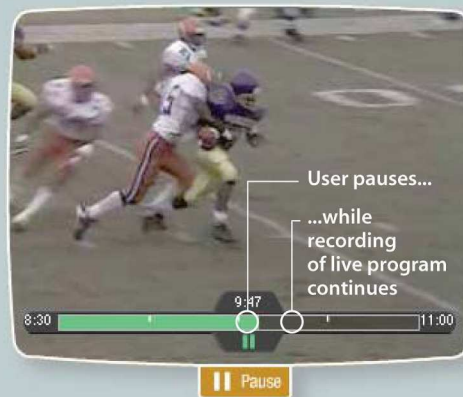 User pauses...
...while
recording
of live program
continues
9:47
8:30 11:00
Pause